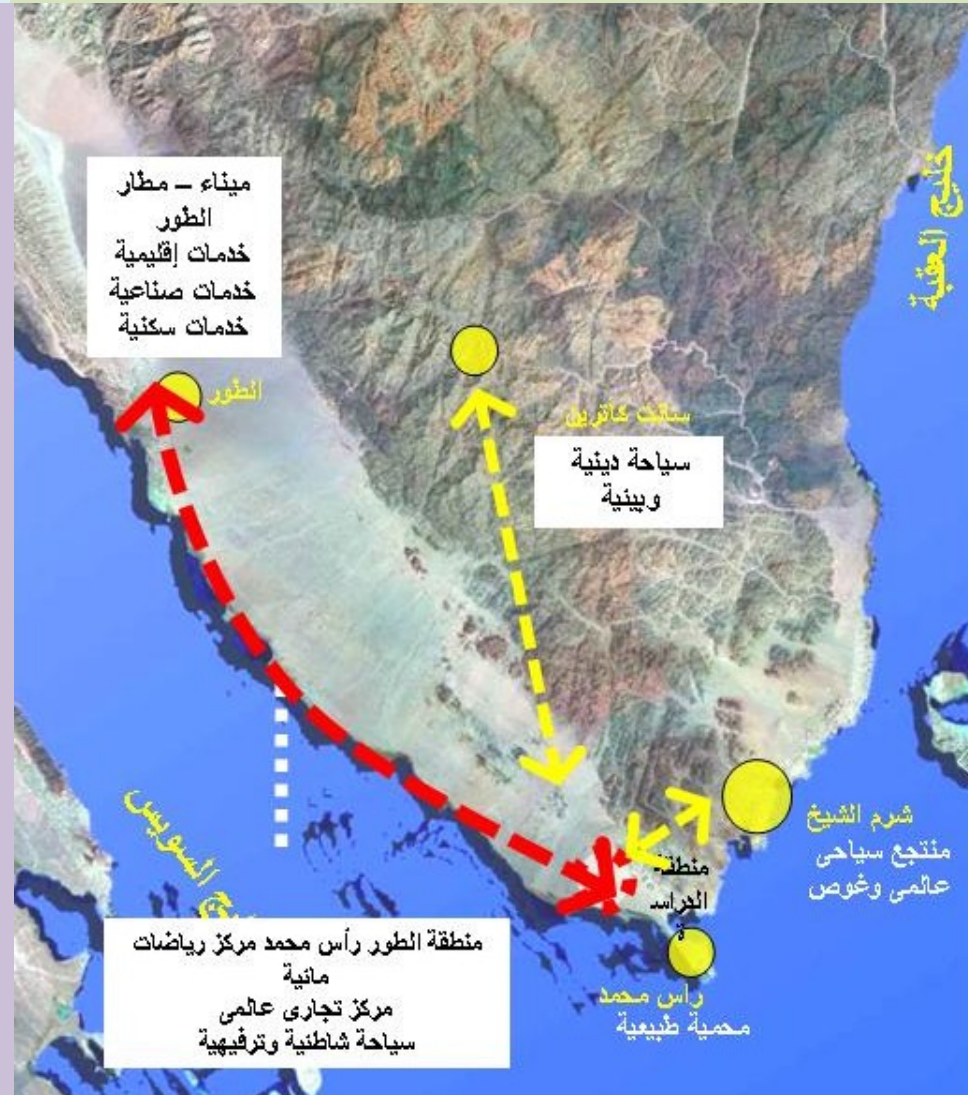 خليج العقبة
ميناء – مطار
الطور
خدمات إقليمية
خدمات صناعية
خدمات سكنية
الطور
سانت كاترين
سياحة دينية
وبيئية
شرم الشيخ
منتجع سياحى
عالمى وغوص
منطقة
الدراس
ة
السويس
منطقة الطور رأس محمد مركز رياضات
مائية
مركز تجارى عالمى
سياحة شاطئية وترفيهية
راس محمد
محمية طبيعية